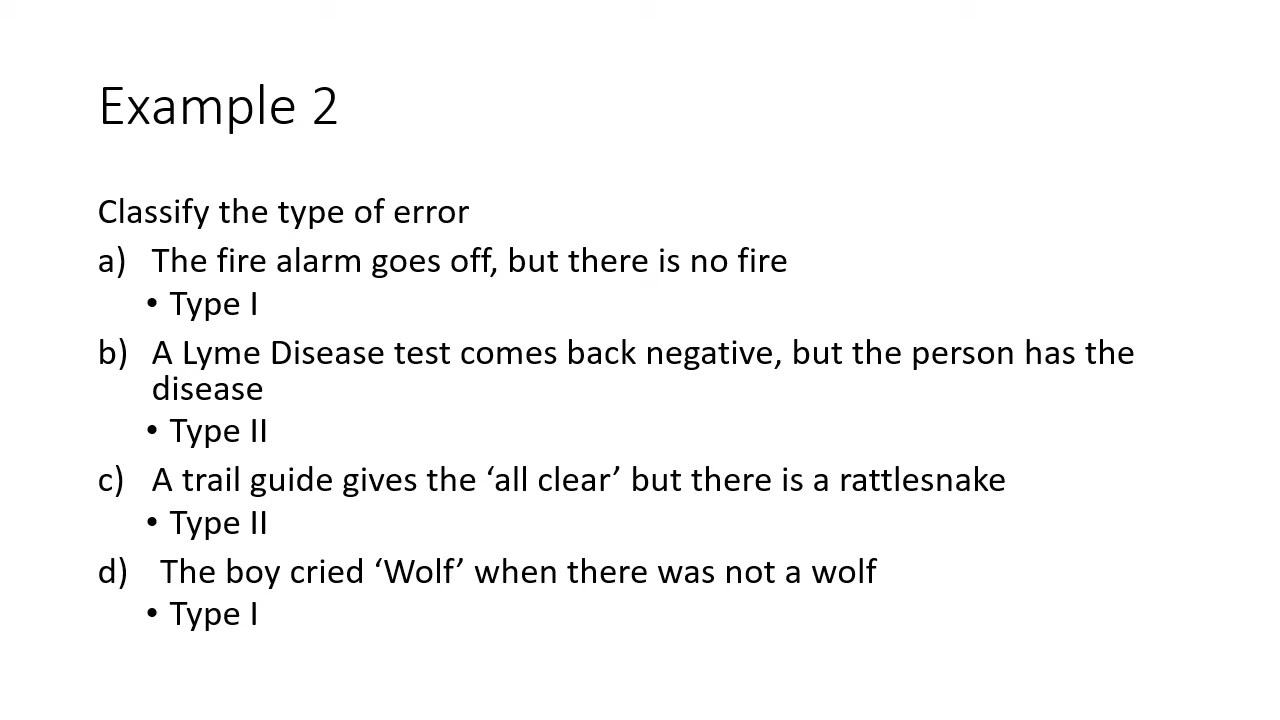 Example 2
Classify the type of error
a) The fire alarm goes off, but there is no fire
• Type I
b) A Lyme Disease test comes back negative, but the person has the
disease
• Type II
c) A trail guide gives the ‘all clear’ but there is a rattlesnake
• Type II
d) The boy cried ‘Wolf’ when there was not a wolf
• Type I